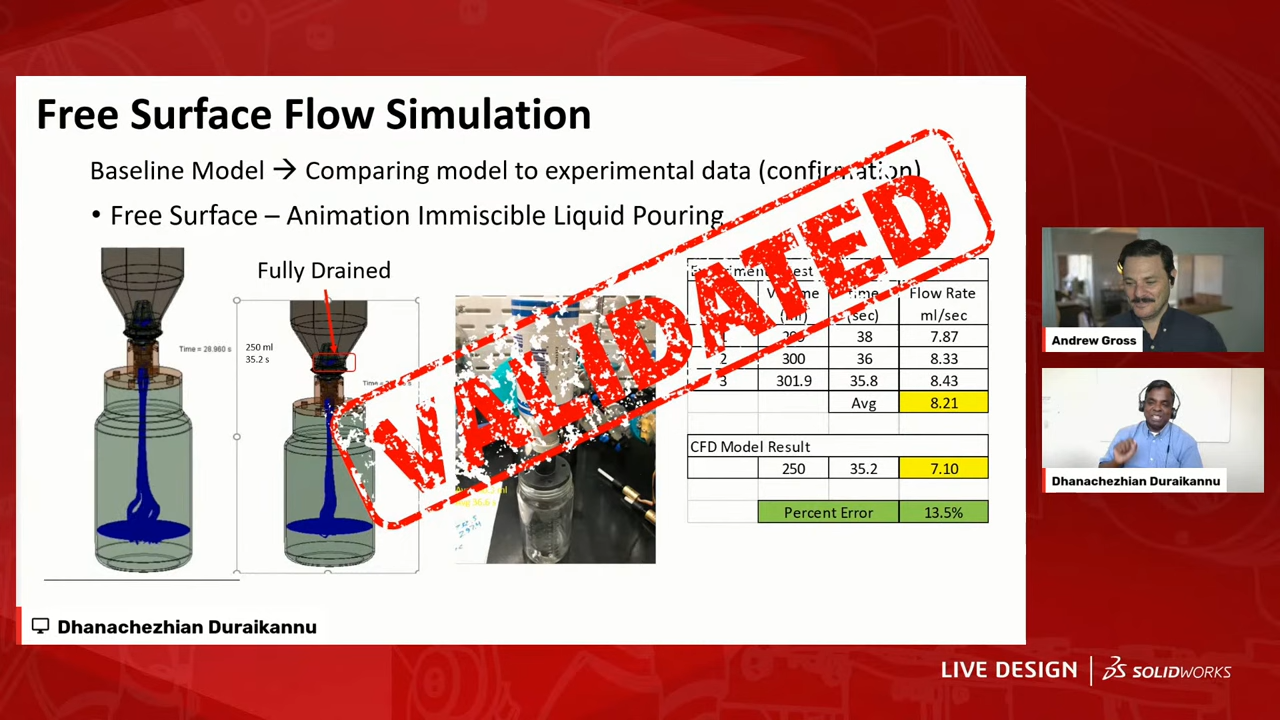 Free Surface Flow Simulation
Baseline Model → Comparing model to experimental data (confirmation)
• Free Surface – Animation Immiscible Liquid Pouring
Fully Drained
Time = 28.960 s
250 ml
35.2 s
VALIDATED
Flow Rate
(sec) ml/sec
38 7.87
2 300 36 8.33
3 301.9 35.8 8.43
Avg 8.21
CFD Model Result
250 35.2 7.10
Percent Error 13.5%
Dhanachezhian Duraikannu
Andrew Gross
Dhanachezhian Duraikannu
LIVE DESIGN | SOLIDWORKS